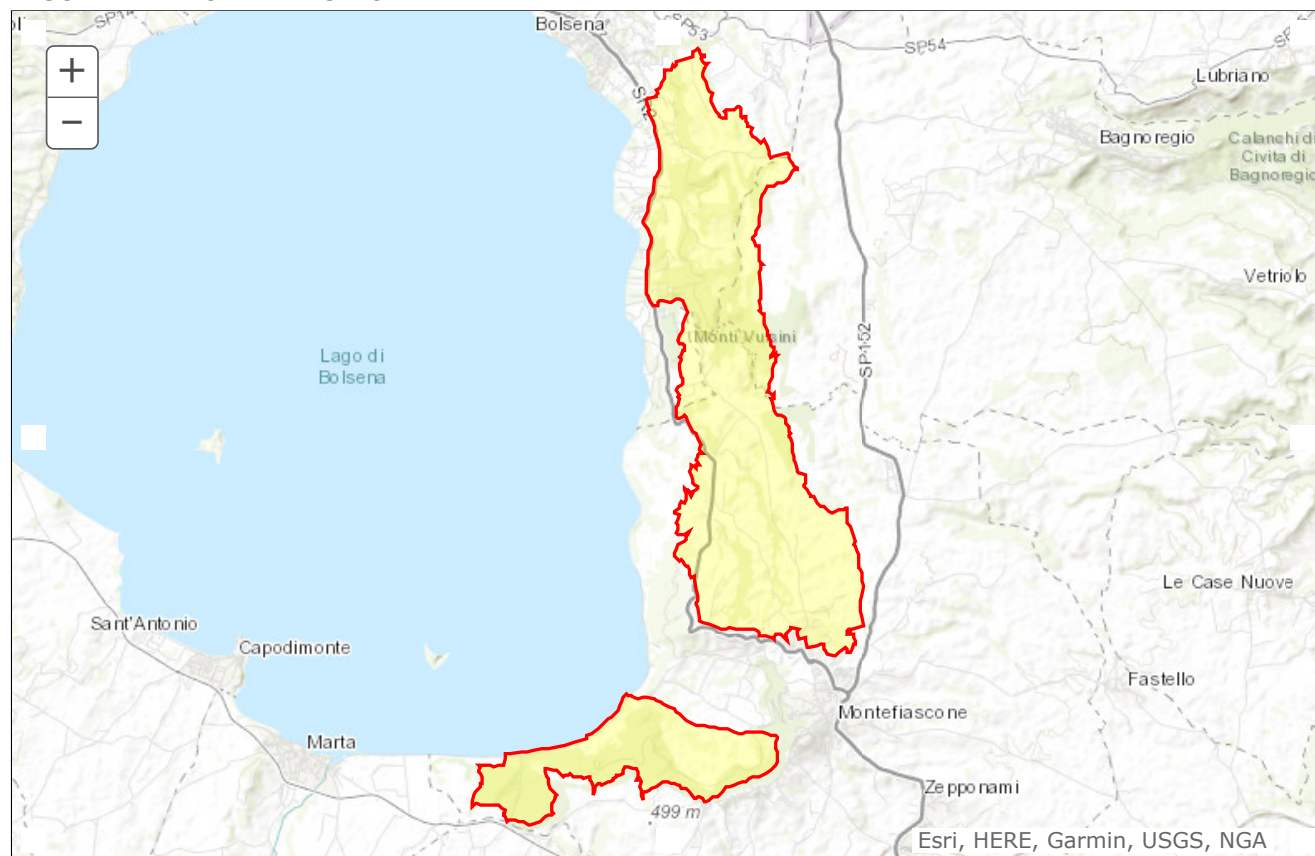 Bolsena
SP53
SP54
SR2
Lubriano
Bagnoregio
Calanchi di
Civita di
Bagnoregio
Vetriolo
Monti Vulsini
SP152
Lago di
Bolsena
Le Case Nuove
Sant'Antonio
Capodimonte
Fastello
Montefiascone
Marta
Zepponami
499 m
Esri, HERE, Garmin, USGS, NGA
+
−